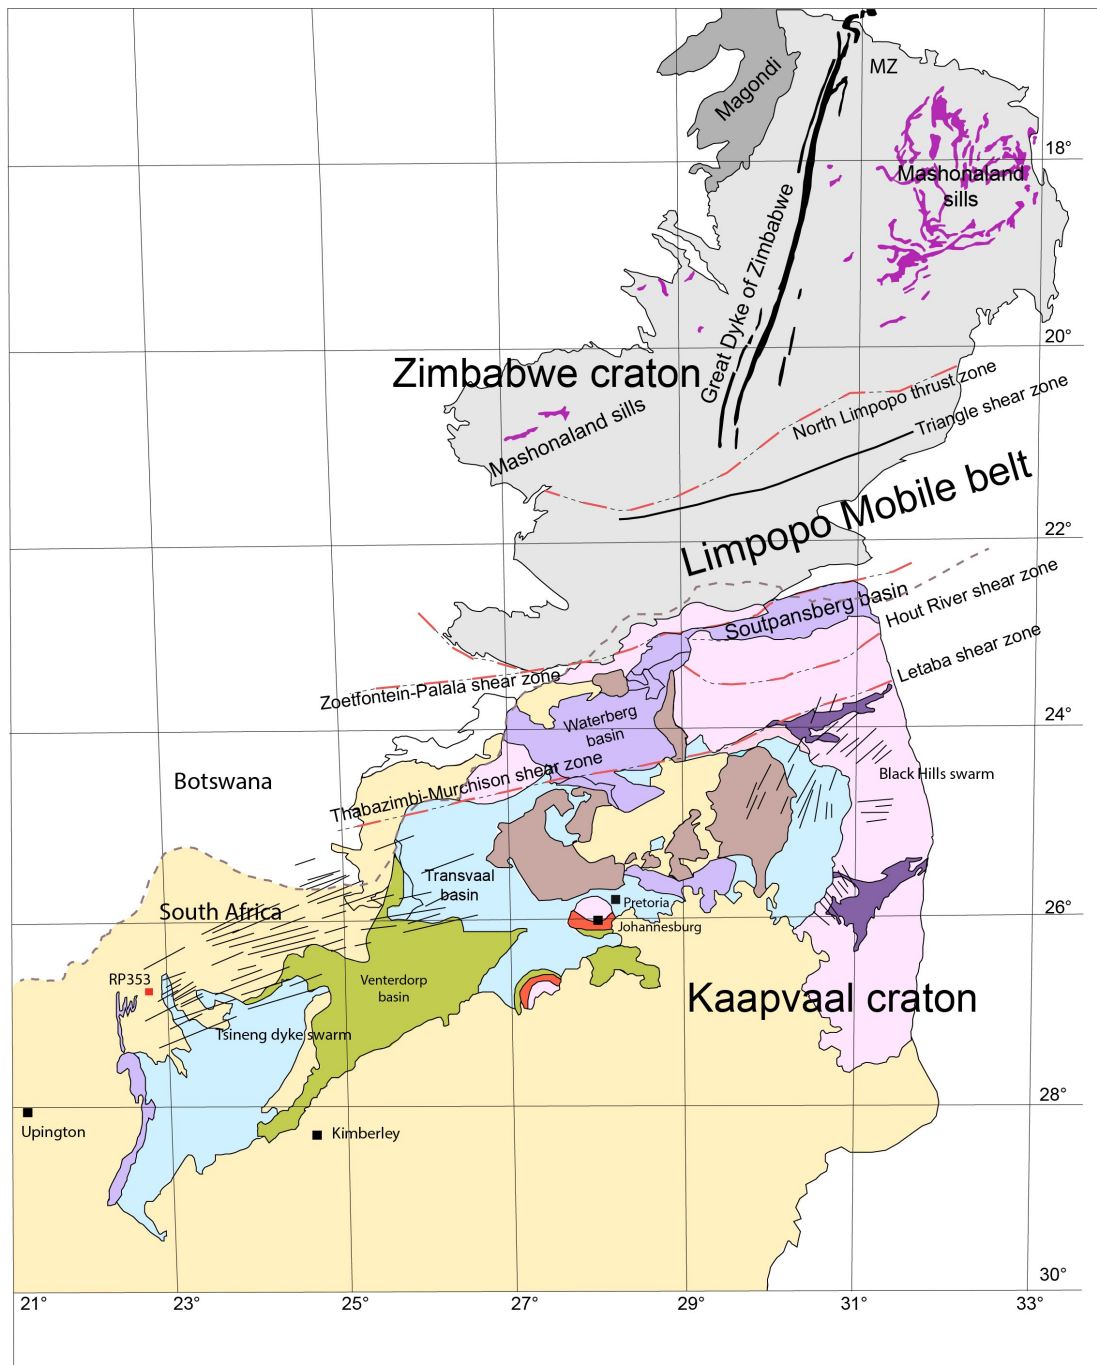 MZ
Magondi
18°
Mashonaland
sills
Great Dyke of Zimbabwe
20°
Zimbabwe craton
North Limpopo thrust zone
Triangle shear zone
Mashonaland sills
Limpopo Mobile belt
22°
Soutpansberg basin
Hout River shear zone
Letaba shear zone
Zoetfontein-Palala shear zone
Waterberg
basin
24°
Botswana
Thabazimbi-Murchison shear zone
Black Hills swarm
Transvaal
basin
Pretoria
South Africa
Johannesburg
26°
RP353
Venterdorp
basin
Kaapvaal craton
Tsineng dyke swarm
28°
Upington
Kimberley
30°
21°
23°
25°
27°
29°
31°
33°